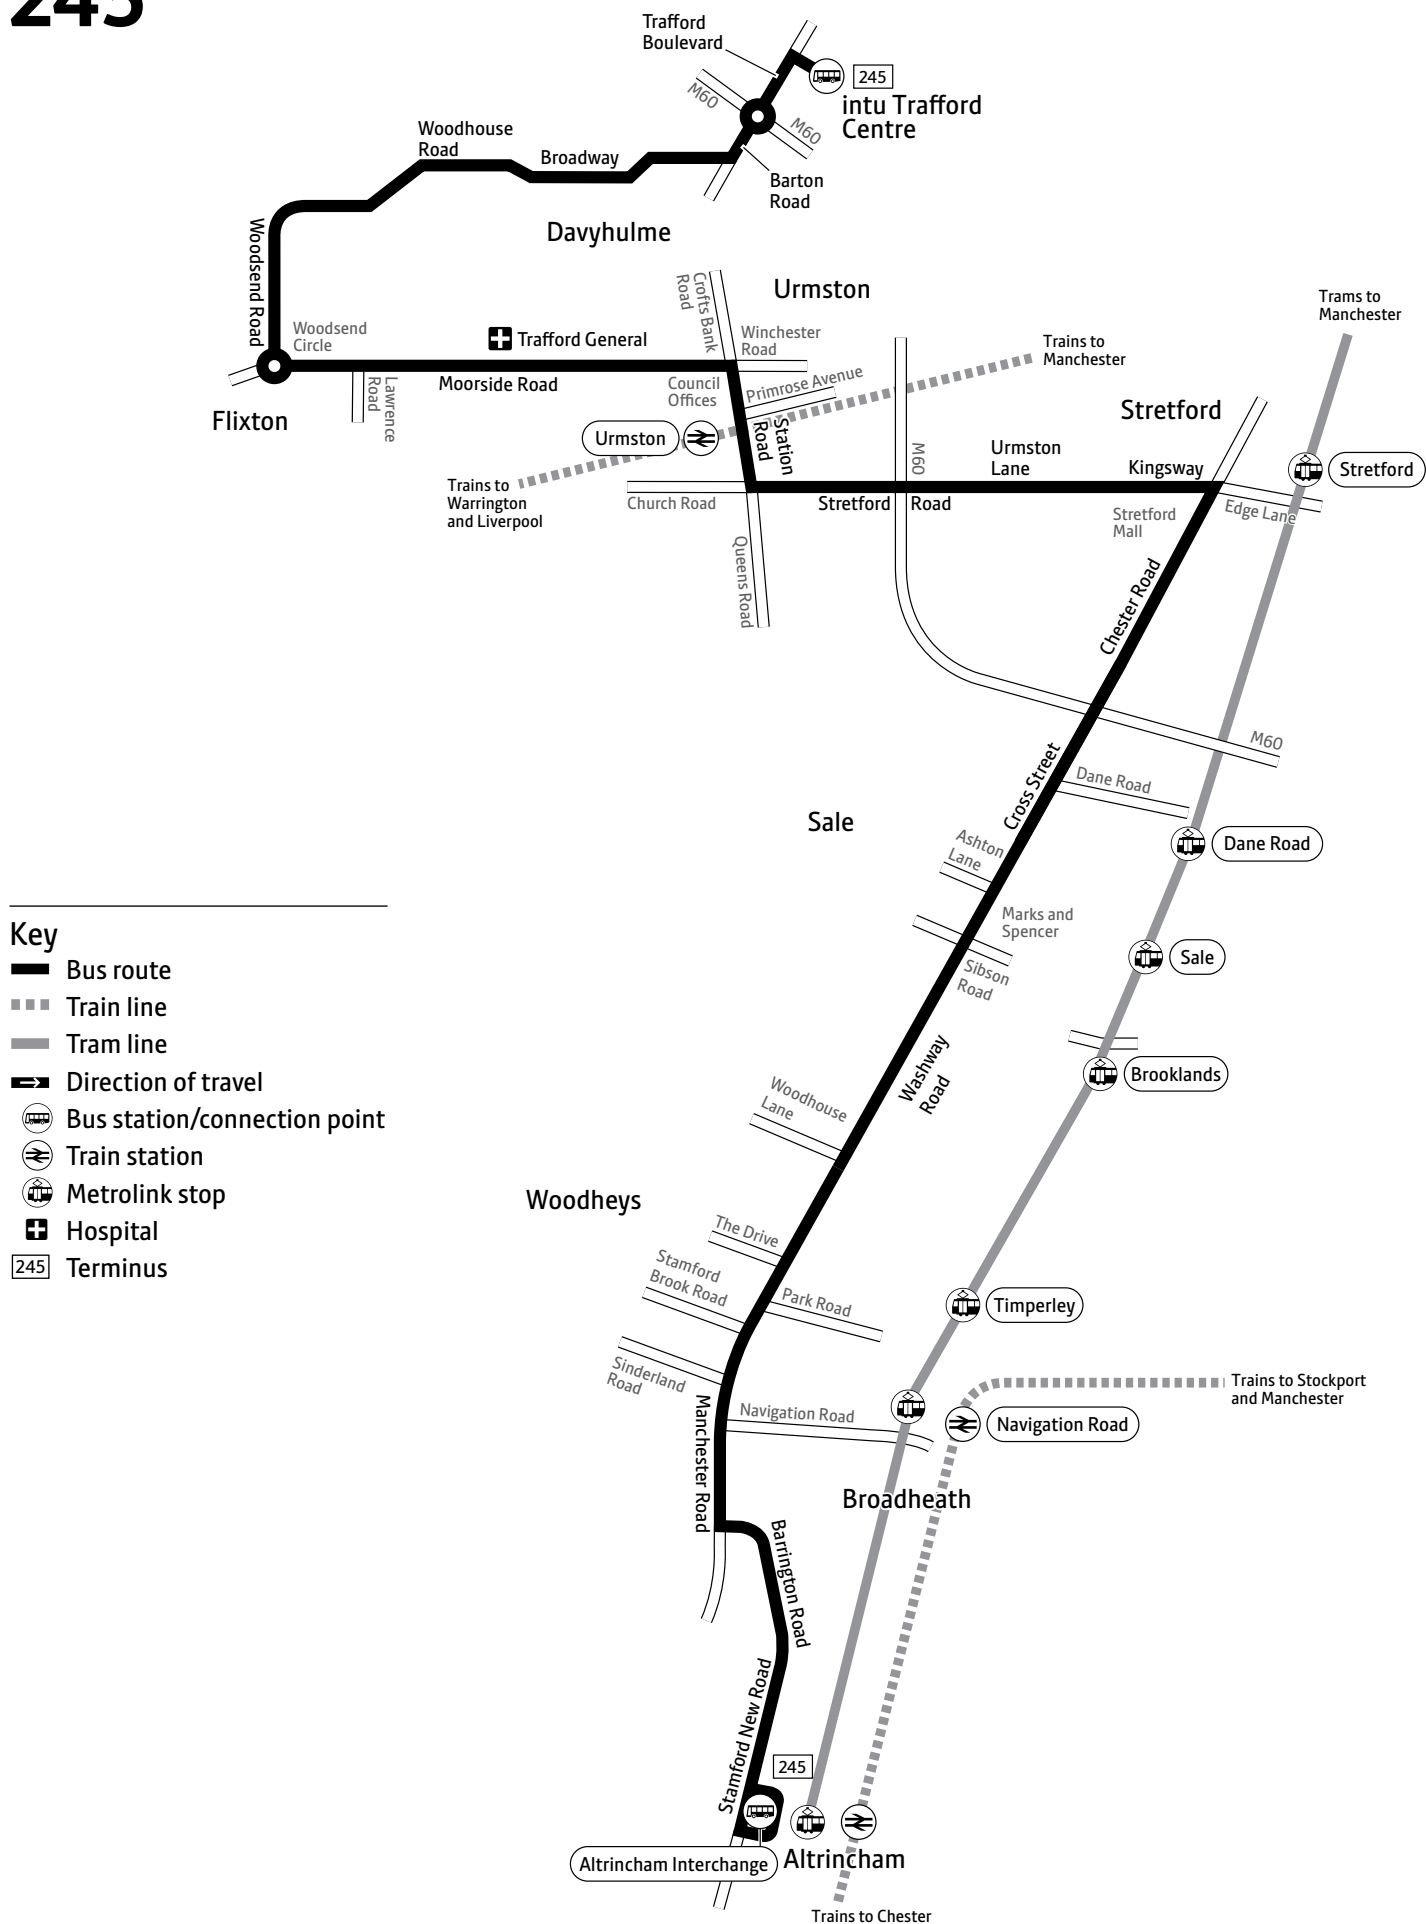 245
Trafford
Boulevard
245
intu Trafford
Centre
M60
M60
Woodhouse
Road
Broadway
Barton
Road
Davyhulme
Woodsend Road
Crofts Bank
Road
Urmston
Trams to
Manchester
Woodsend
Circle
Trafford General
Winchester
Road
Trains to
Manchester
Moorside Road
Council
Offices
Primrose Avenue
Lawrence
Road
Flixton
Stretford
Urmston
Station
Road
M60
Urmston
Lane
Kingsway
Stretford
Trains to
Warrington
and Liverpool
Church Road
Stretford
Road
Stretford
Mall
Edge Lane
Queens Road
Chester Road
M60
Cross Street
Dane Road
Sale
Ashton
Lane
Dane Road
Marks and
Spencer
Sibson
Road
Sale
Key
Bus route
Train line
Tram line
Direction of travel
Bus station/connection point
Train station
Metrolink stop
Hospital
245
Terminus
Washway
Road
Brooklands
Woodhouse
Lane
Woodheys
The Drive
Stamford
Brook Road
Park Road
Timperley
Sinderland
Road
Trains to Stockport
and Manchester
Manchester Road
Navigation Road
Navigation Road
Broadheath
Barrington Road
Stamford New Road
245
Altrincham Interchange
Altrincham
Trains to Chester